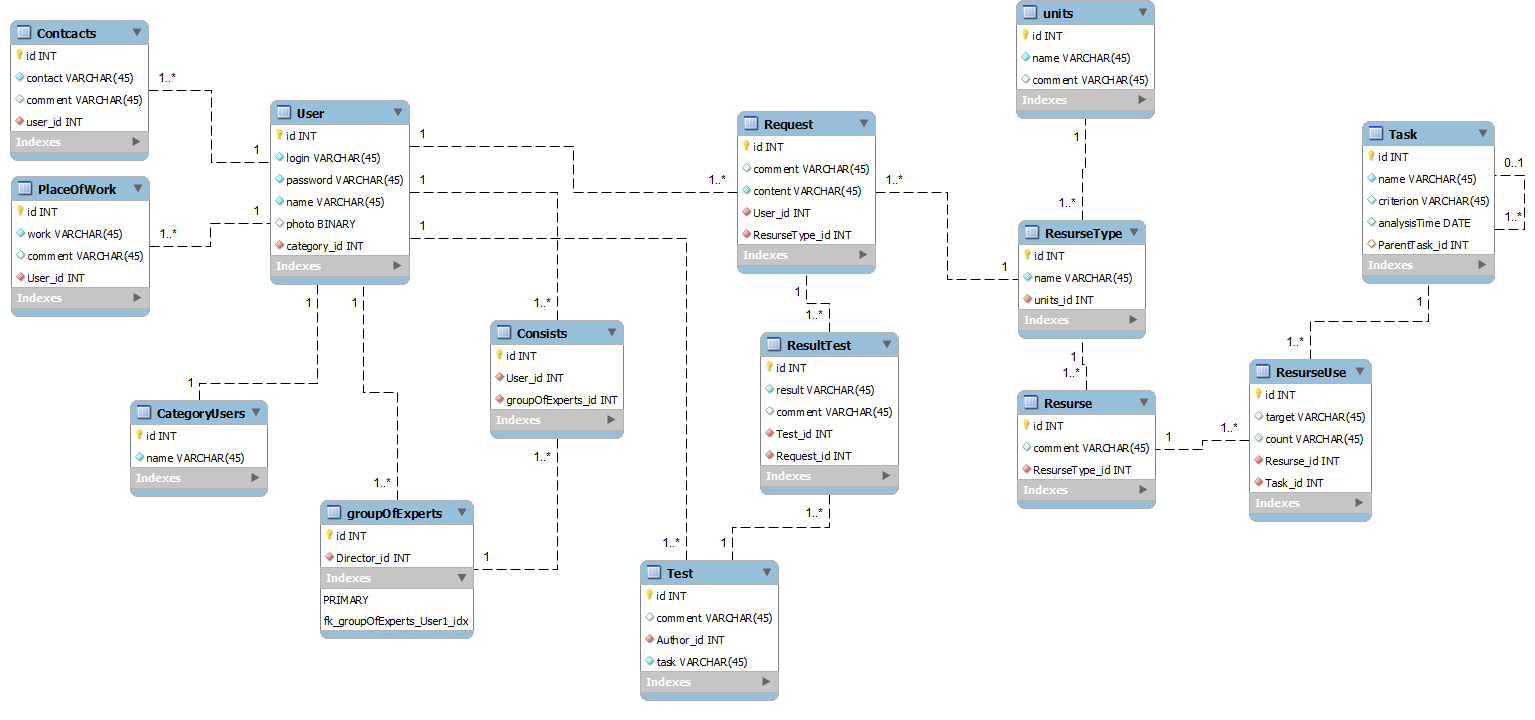 Contcacts
id INT
contact VARCHAR(45)
comment VARCHAR(45)
user_id INT
Indexes
PlaceOfWork
id INT
work VARCHAR(45)
comment VARCHAR(45)
User_id INT
Indexes
User
id INT
login VARCHAR(45)
password VARCHAR(45)
name VARCHAR(45)
photo BINARY
category_id INT
Indexes
1..*
1
1..*
1
1
1
1
1
1
1
CategoryUsers
id INT
name VARCHAR(45)
Indexes
1..*
groupOfExperts
id INT
Director_id INT
Indexes
PRIMARY
fk_groupOfExperts_User1_idx
1..*
Consists
id INT
User_id INT
groupOfExperts_id INT
Indexes
1..*
1
1..*
Test
id INT
comment VARCHAR(45)
Author_id INT
task VARCHAR(45)
Indexes
1..*
Request
id INT
comment VARCHAR(45)
content VARCHAR(45)
User_id INT
ResurseType_id INT
Indexes
1
1..*
ResultTest
id INT
result VARCHAR(45)
comment VARCHAR(45)
Test_id INT
Request_id INT
Indexes
1..*
1
1..*
1
units
id INT
name VARCHAR(45)
comment VARCHAR(45)
Indexes
1
1..*
ResurseType
id INT
name VARCHAR(45)
units_id INT
Indexes
1
1..*
Resurse
id INT
comment VARCHAR(45)
ResurseType_id INT
Indexes
1
1..*
Task
id INT
name VARCHAR(45)
criterion VARCHAR(45)
analysisTime DATE
ParentTask_id INT
Indexes
0..1
1..*
1
1..*
ResurseUse
id INT
target VARCHAR(45)
count VARCHAR(45)
Resurse_id INT
Task_id INT
Indexes